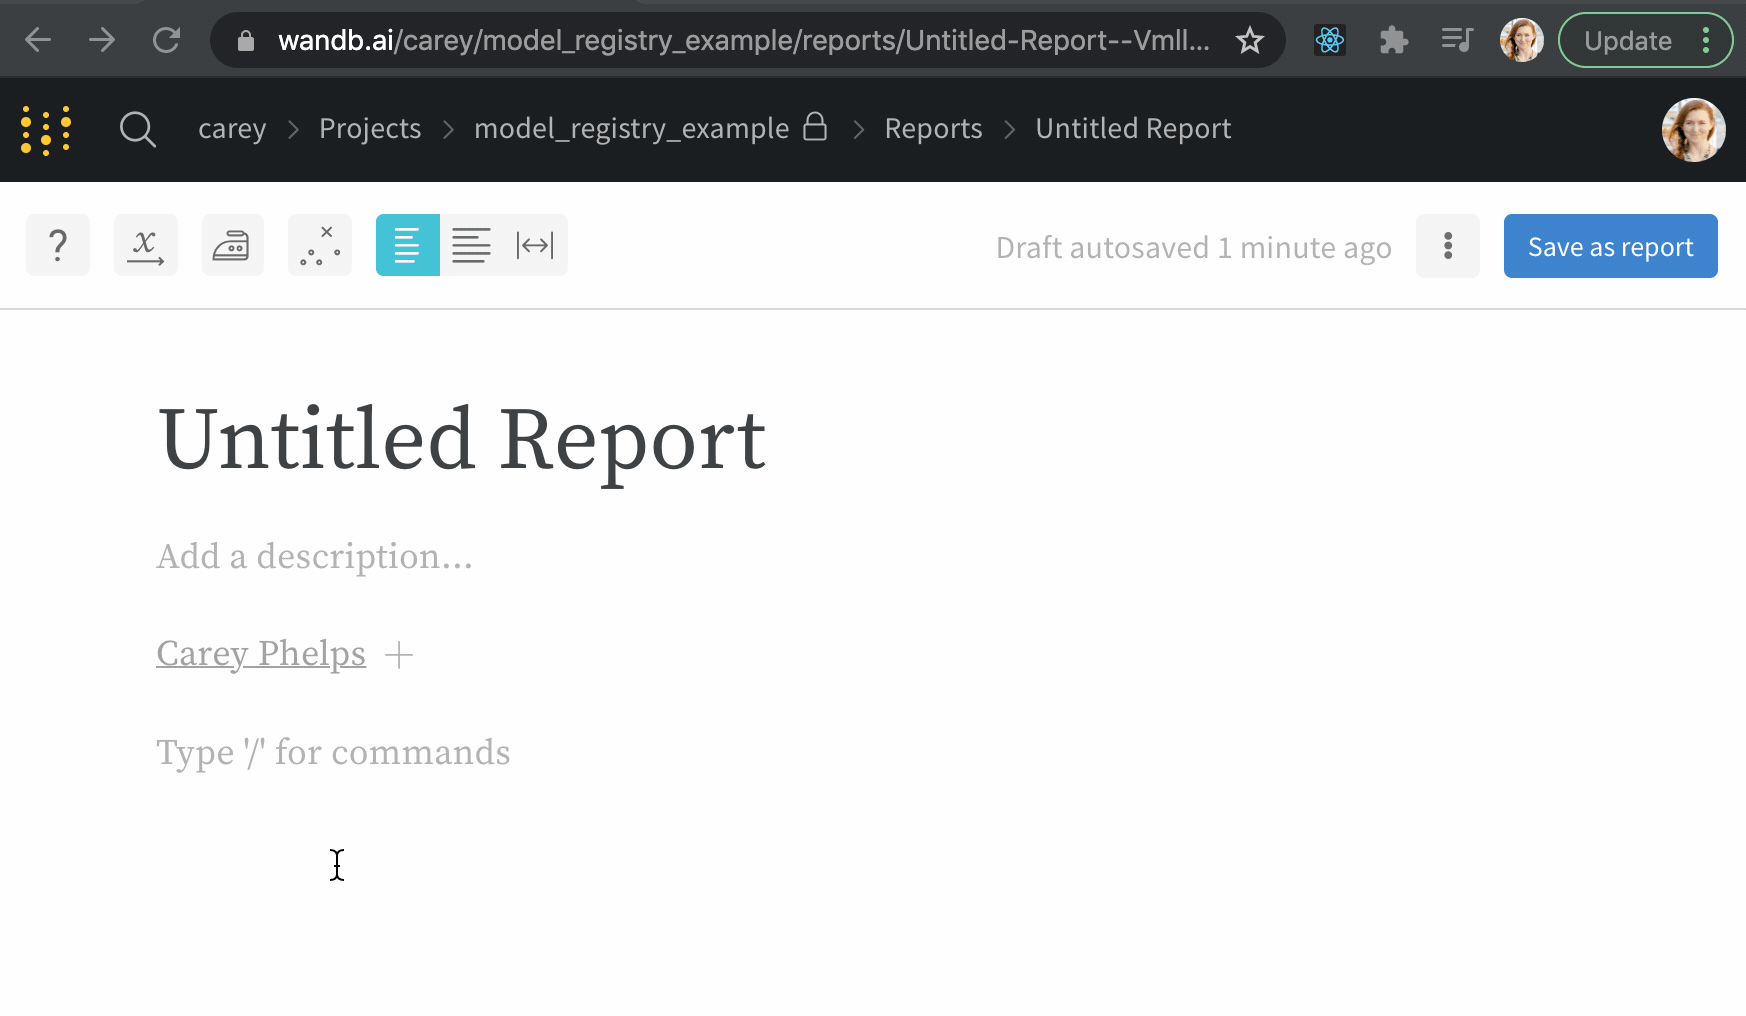 wandb.ai/carey/model_registry_example/reports/Untitled-Report--Vmll...
Update
carey > Projects > model_registry_example > Reports > Untitled Report
? x
Draft autosaved 1 minute ago
Save as report
Untitled Report
Add a description...
Carey Phelps +
Type '/' for commands